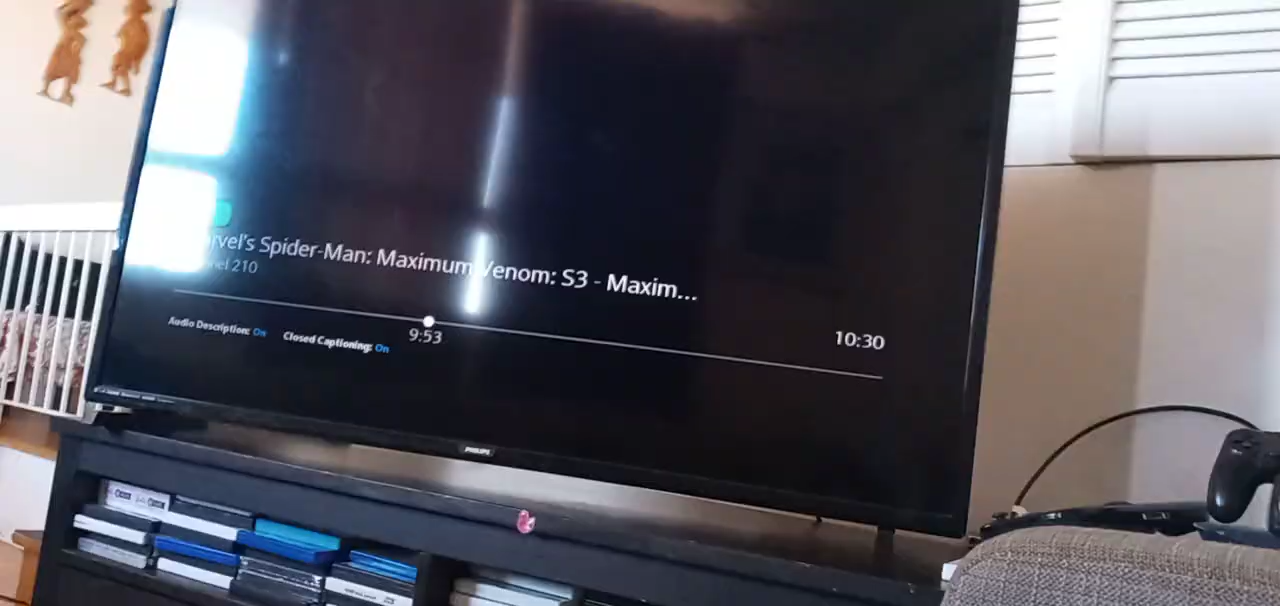 rvel's Spider-Man: Maximum Venom: S3 - Maxim...
nel 210
Audio Description: On Closed Captioning: On
9:53
10:30
PHILIPS